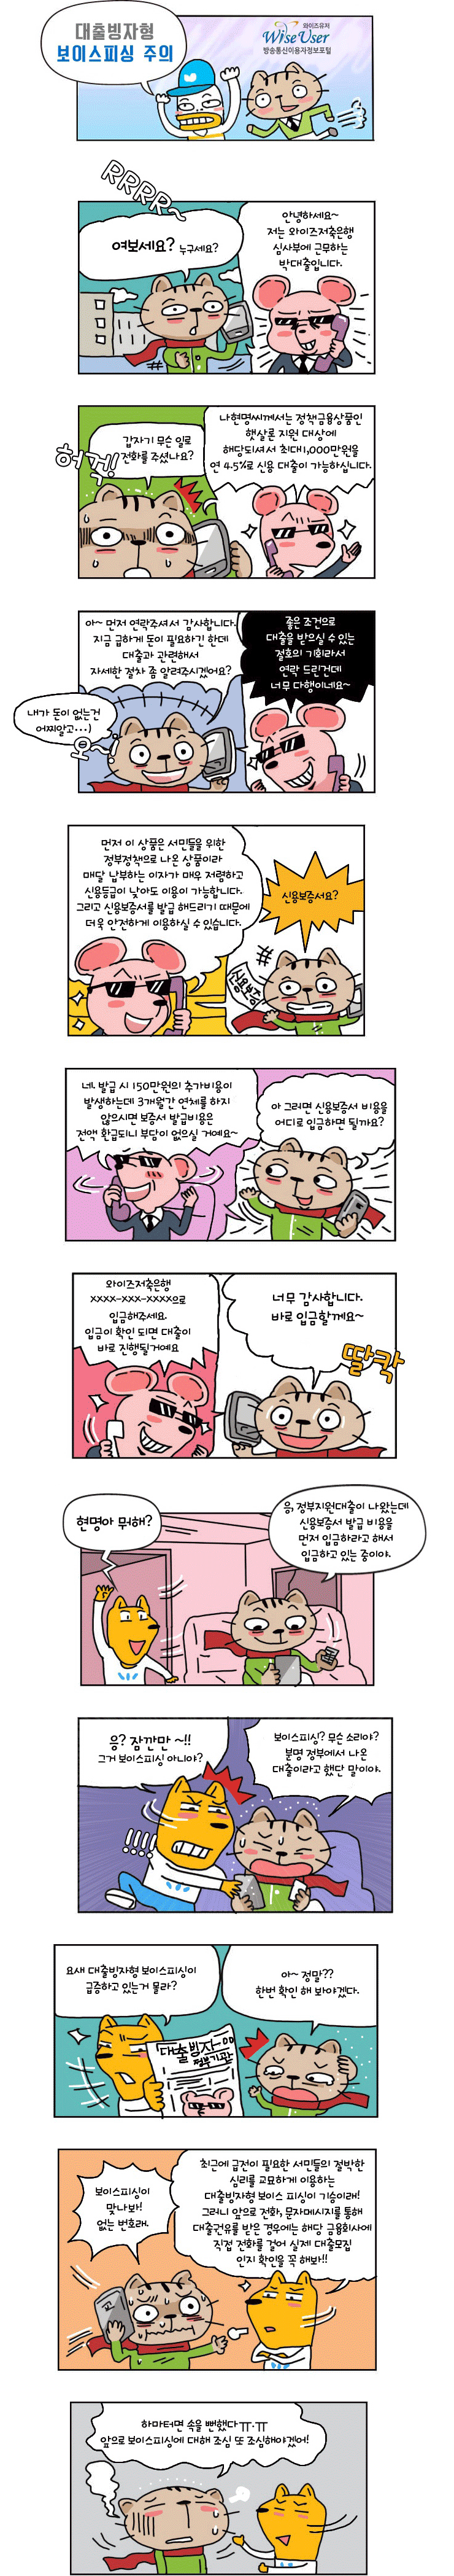 대출빙자형
보이스피싱 주의
와이즈유저
Wise User
방송통신이용자정보포털
RRRR~
여보세요? 누구세요?
안녕하세요~
저는 와이즈저축은행
심사부에 근무하는
박대출입니다.
허걱!
갑자기 무슨 일로
전화를 주셨나요?
나현명씨께서는 정책금융상품인
햇살론 지원 대상에
해당되셔서 최대1,000만원을
연 4.5%로 신용 대출이 가능하십니다.
아~ 먼저 연락주셔서 감사합니다.
지금 급하게 돈이 필요하긴 한데
대출과 관련해서
자세한 절차 좀 알려주시겠어요?
내가 돈이 없는건
어찌알고...)
오~
좋은 조건으로
대출을 받으실 수 있는
절호의 기회라서
연락 드린건데
너무 다행이네요~
먼저 이 상품은 서민들을 위한
정부정책으로 나온 상품이라
매달 납부하는 이자가 매우 저렴하고
신용등급이 낮아도 이용이 가능합니다.
그리고 신용보증서를 발급 해드리기 때문에
더욱 안전하게 이용하실 수 있습니다.
신용보증서요?
네. 발급 시 150만원의 추가비용이
발생하는데 3개월간 연체를 하지
않으시면 보증서 발급비용은
전액 환급되니 부담이 없으실 거예요~
아 그러면 신용보증서 비용을
어디로 입금하면 될까요?
와이즈저축은행
xxxx-xxx-xxxx으로
입금해주세요.
입금이 확인 되면 대출이
바로 진행될거예요
너무 감사합니다.
바로 입금할께요~
딸칵
현명아 뭐해?
응, 정부지원대출이 나왔는데
신용보증서 발급 비용을
먼저 입금하라고 해서
입금하고 있는 중이야.
응? 잠깐만 ~!!
그거 보이스피싱 아니야?
!!!!
보이스피싱? 무슨 소리야?
분명 정부에서 나온
대출이라고 했단 말이야.
요새 대출빙자형 보이스피싱이
급증하고 있는거 몰라?
아~ 정말??
한번 확인 해 봐야겠다.
대출빙자-00
정부기관
보이스피싱이
맞나봐!
없는 번호래.
최근에 급전이 필요한 서민들의 절박한
심리를 교묘하게 이용하는
대출빙자형 보이스 피싱이 기승이래!
그러니 앞으로 전화, 문자메시지를 통해
대출권유를 받은 경우에는 해당 금융회사에
직접 전화를 걸어 실제 대출모집
인지 확인을 꼭 해봐!!
하마터면 속을 뻔했다 ㅠ.ㅠ
앞으로 보이스피싱에 대해 조심 또 조심해야겠어!